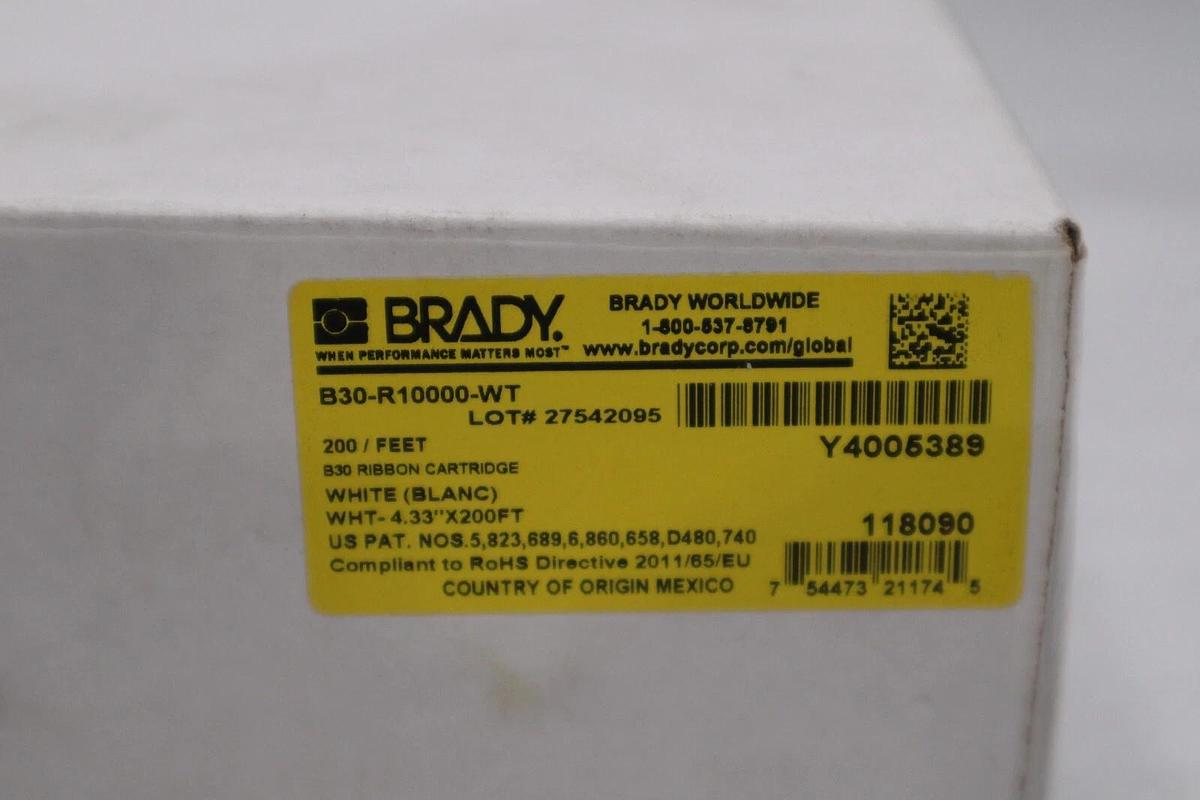 BRADY.
WHEN PERFORMANCE MATTERS MOST™
BRADY WORLDWIDE
1-800-537-8791
www.bradycorp.com/global
B30-R10000-WT
LOT# 27542095
200 / FEET
Y4005389
B30 RIBBON CARTRIDGE
WHITE (BLANC)
WHT- 4.33"X200FT
118090
US PAT. NOS.5,823,689,6,860,658,D480,740
Compliant to RoHS Directive 2011/65/EU
COUNTRY OF ORIGIN MEXICO
7 54473 21174 5